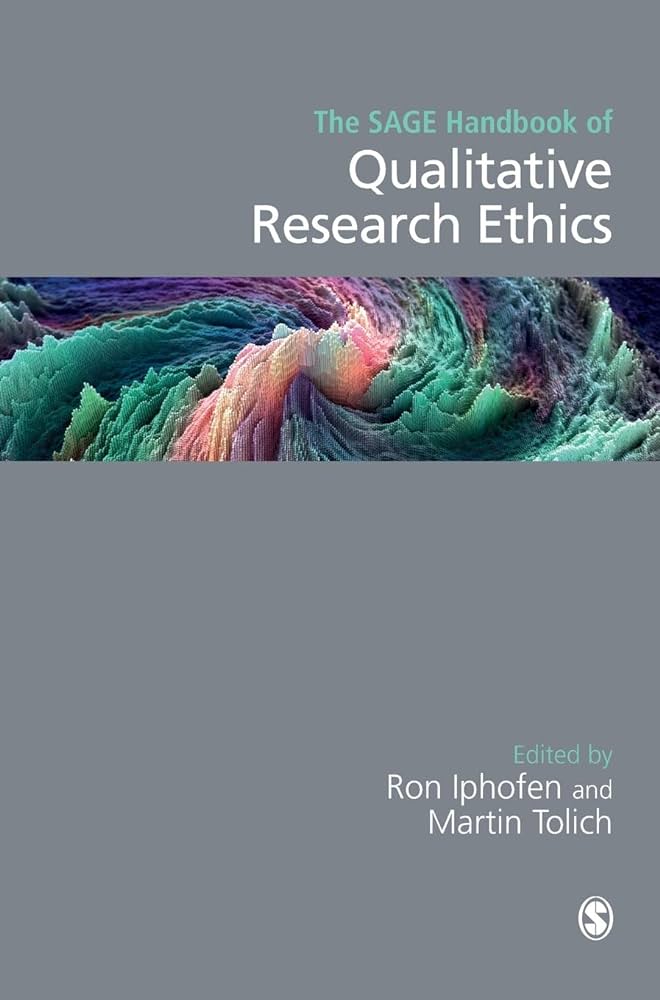 The SAGE Handbook of
Qualitative
Research Ethics
Edited by
Ron Iphofen and
Martin Tolich
S